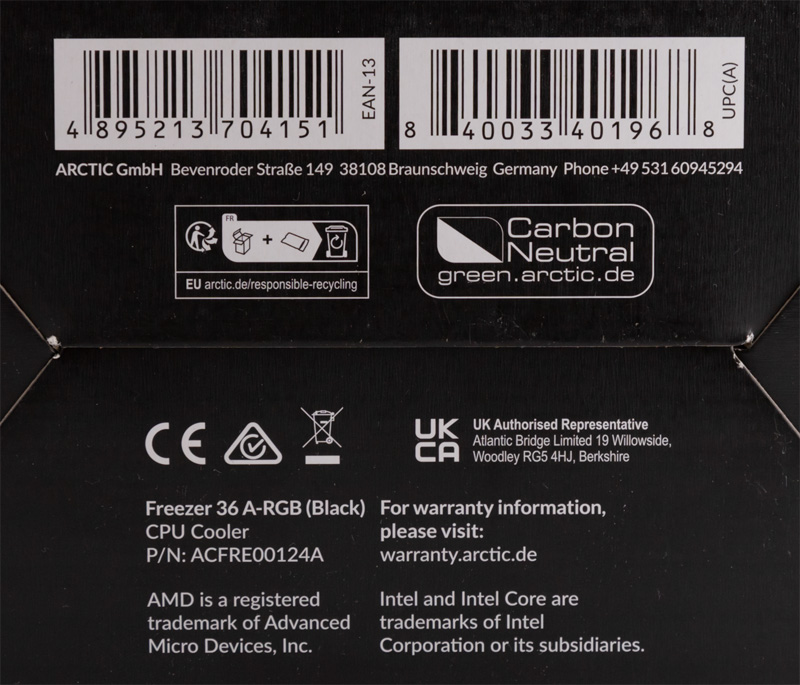 4 895213 704151
EAN-13
8 40033 40196 8
UPC(A)
ARCTIC GmbH Bevenroder Straße 149 38108 Braunschweig Germany Phone +49 531 60945294
FR
+
EU arctic.de/responsible-recycling
Carbon
Neutral
green.arctic.de
CE
UK
CA
UK Authorised Representative
Atlantic Bridge Limited 19 Willowside,
Woodley RG5 4HJ, Berkshire
Freezer 36 A-RGB (Black)
CPU Cooler
P/N: ACFRE00124A
For warranty information,
please visit:
warranty.arctic.de
AMD is a registered
trademark of Advanced
Micro Devices, Inc.
Intel and Intel Core are
trademarks of Intel
Corporation or its subsidiaries.